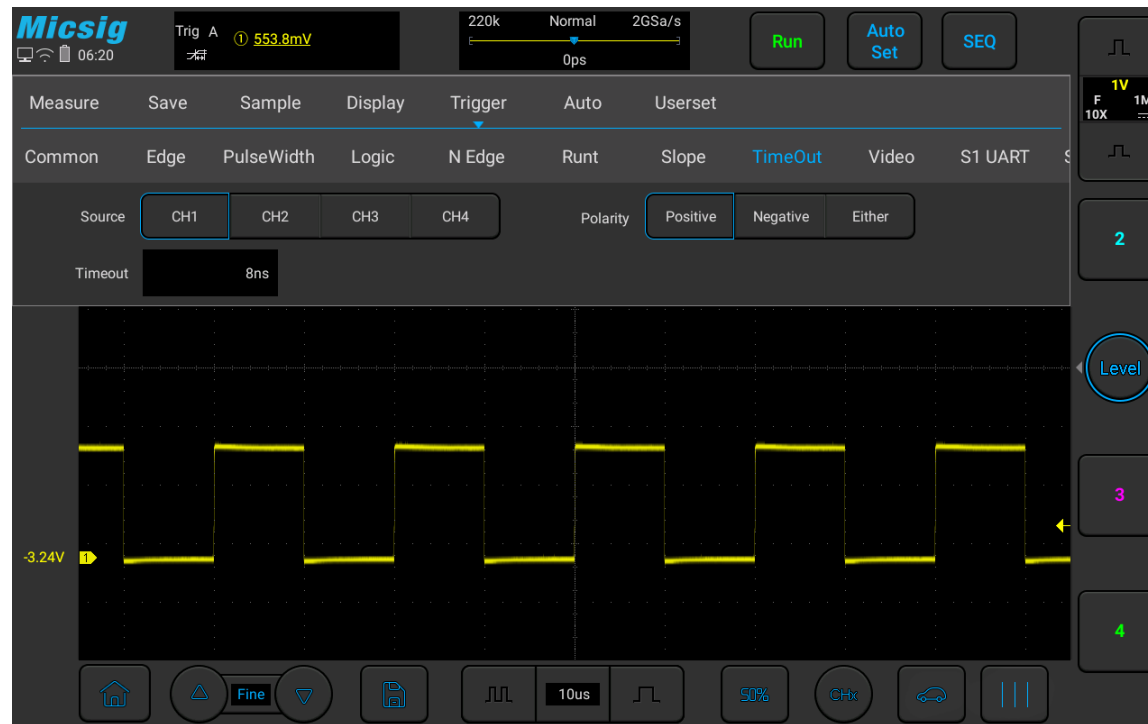 Micsig
06:20
Trig A ① 553.8mV
220k Normal 2GSa/s
0ps
Run
Auto Set
SEQ
Measure Save Sample Display Trigger Auto Userset
1V
F 1M
10X
Common Edge PulseWidth Logic N Edge Runt Slope TimeOut Video S1 UART
Source CH1 CH2 CH3 CH4 Polarity Positive Negative Either
Timeout 8ns
2
Level
3
-3.24V 1
4
Fine 10us 50% CHx